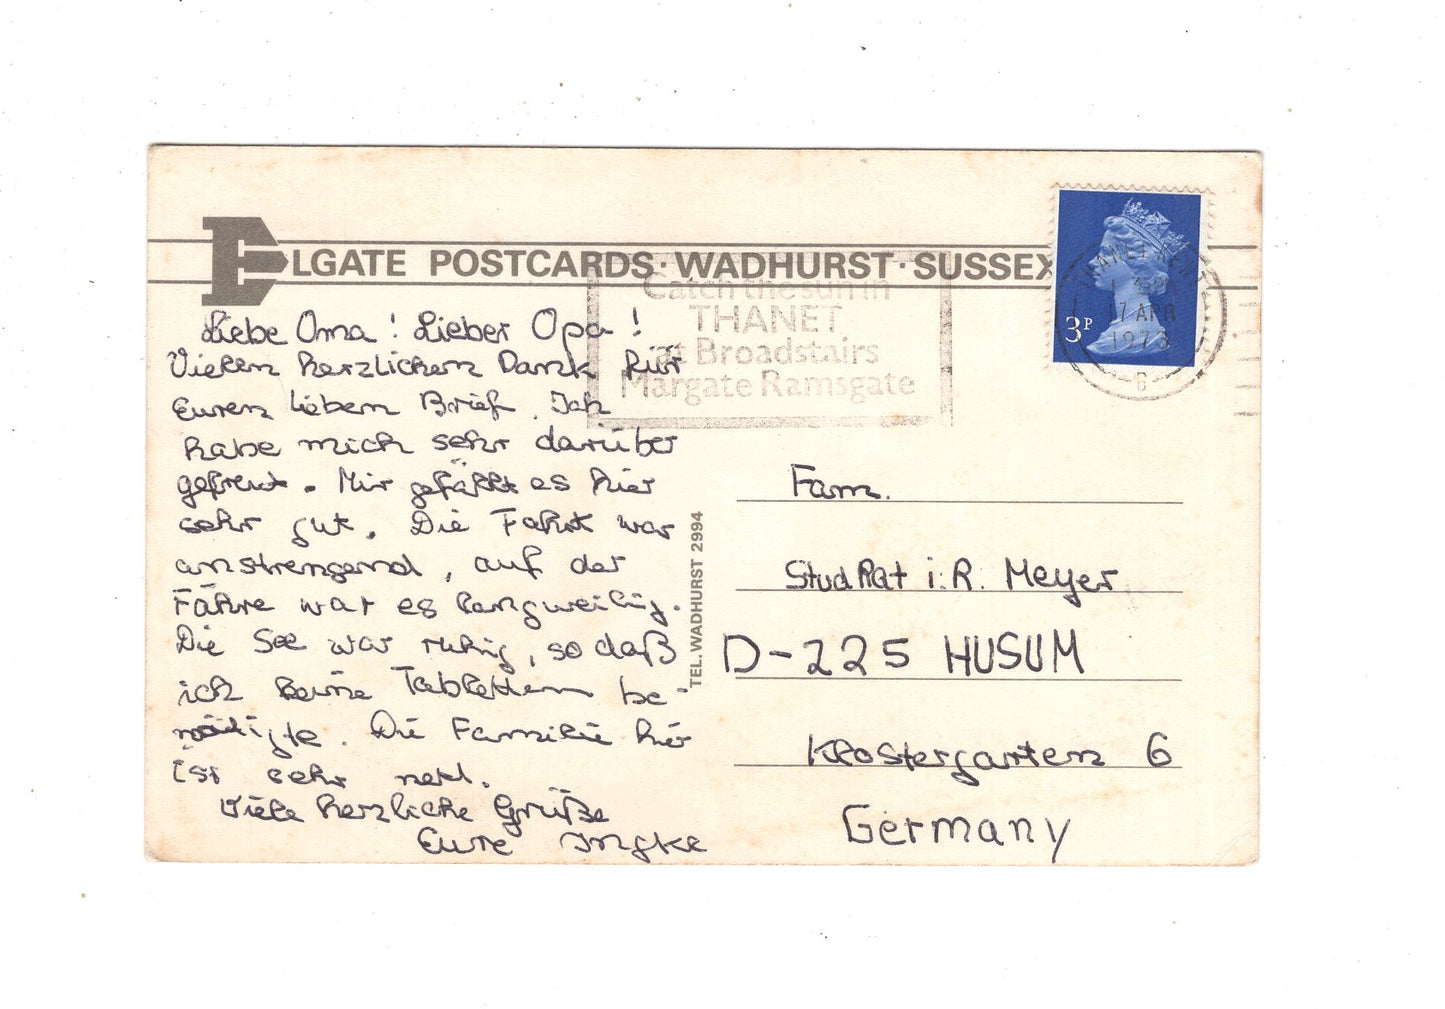 ELGATE POSTCARDS · WADHURST · SUSSEX
Catch the sun in
THANET
at Broadstairs
Margate Ramsgate
THANET KENT
17 APR
1973
3P
Liebe Oma! Lieber Opa!
Vielen herzlichen Dank für
Euren lieben Brief. Ich
habe mich sehr darüber
gefreut. Mir gefällt es hier
sehr gut. Die Fahrt war
anstrengend, auf der
Fähre war es langweilig.
Die See war ruhig, so daß
ich keine Tabletten be-
nötigte. Die Familie hier
ist sehr nett.
Viele herzliche Grüße
Eure Imke
TEL. WADHURST 2994
Fam.
StudRat i.R. Meyer
D-225 HUSUM
Klostergarten 6
Germany